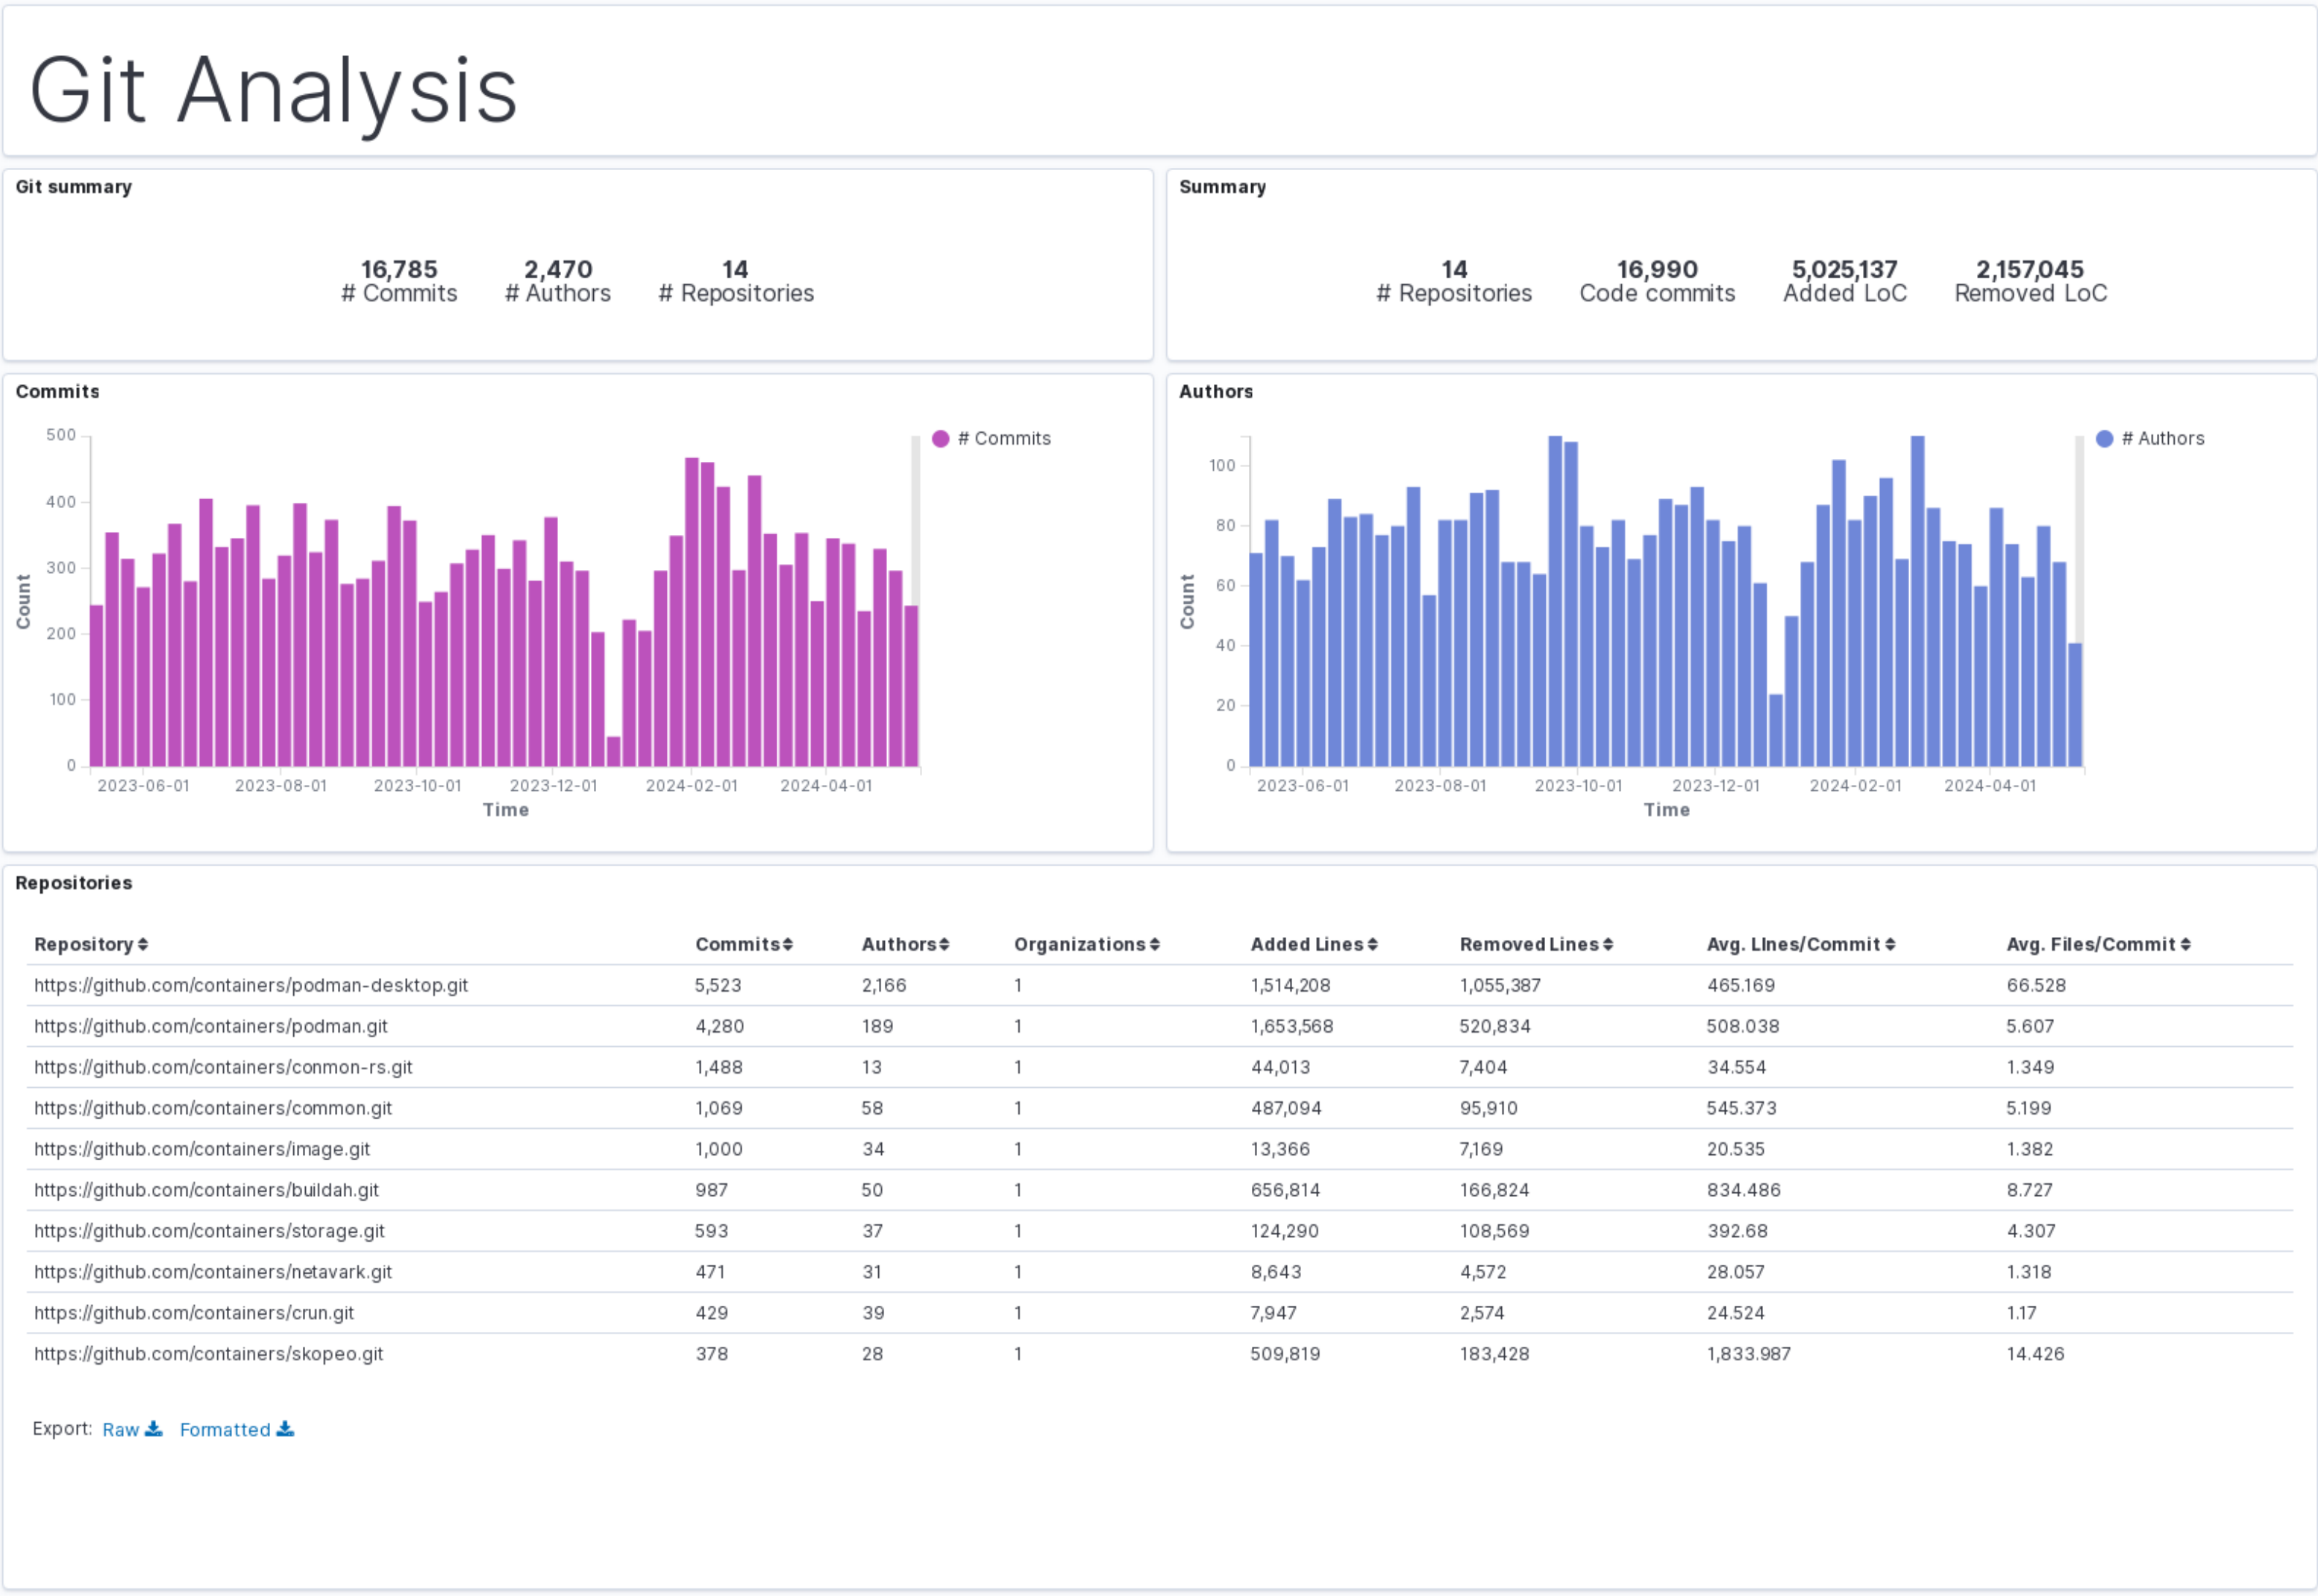 Git Analysis
Git summary
16,785
# Commits
2,470
# Authors
14
# Repositories
Summary
14
# Repositories
16,990
Code commits
5,025,137
Added LoC
2,157,045
Removed LoC
Commits
500
400
300
200
100
0
Count
2023-06-01 2023-08-01 2023-10-01 2023-12-01 2024-02-01 2024-04-01
Time
# Commits
Authors
100
80
60
40
20
0
Count
2023-06-01 2023-08-01 2023-10-01 2023-12-01 2024-02-01 2024-04-01
Time
# Authors
Repositories
Repository Commits Authors Organizations Added Lines Removed Lines Avg. LInes/Commit Avg. Files/Commit
https://github.com/containers/podman-desktop.git 5,523 2,166 1 1,514,208 1,055,387 465.169 66.528
https://github.com/containers/podman.git 4,280 189 1 1,653,568 520,834 508.038 5.607
https://github.com/containers/conmon-rs.git 1,488 13 1 44,013 7,404 34.554 1.349
https://github.com/containers/common.git 1,069 58 1 487,094 95,910 545.373 5.199
https://github.com/containers/image.git 1,000 34 1 13,366 7,169 20.535 1.382
https://github.com/containers/buildah.git 987 50 1 656,814 166,824 834.486 8.727
https://github.com/containers/storage.git 593 37 1 124,290 108,569 392.68 4.307
https://github.com/containers/netavark.git 471 31 1 8,643 4,572 28.057 1.318
https://github.com/containers/crun.git 429 39 1 7,947 2,574 24.524 1.17
https://github.com/containers/skopeo.git 378 28 1 509,819 183,428 1,833.987 14.426
Export: Raw Formatted